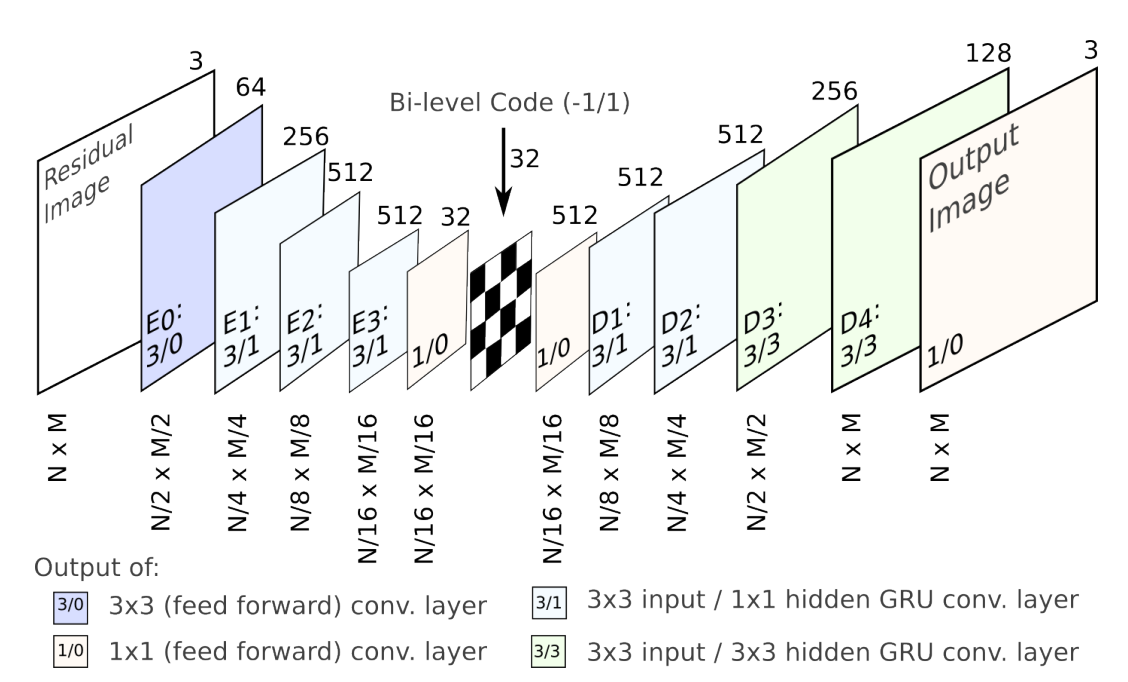 3
64
256
512
512
32
Bi-level Code (-1/1)
32
512
512
512
256
128
3
Residual
Image
E0:
3/0
E1:
3/1
E2:
3/1
E3:
3/1
1/0
1/0
D1:
3/1
D2:
3/1
D3:
3/3
D4:
3/3
Output
Image
1/0
N x M
N/2 x M/2
N/4 x M/4
N/8 x M/8
N/16 x M/16
N/16 x M/16
N/16 x M/16
N/8 x M/8
N/4 x M/4
N/2 x M/2
N x M
N x M
Output of:
3/0 3x3 (feed forward) conv. layer
1/0 1x1 (feed forward) conv. layer
3/1 3x3 input / 1x1 hidden GRU conv. layer
3/3 3x3 input / 3x3 hidden GRU conv. layer